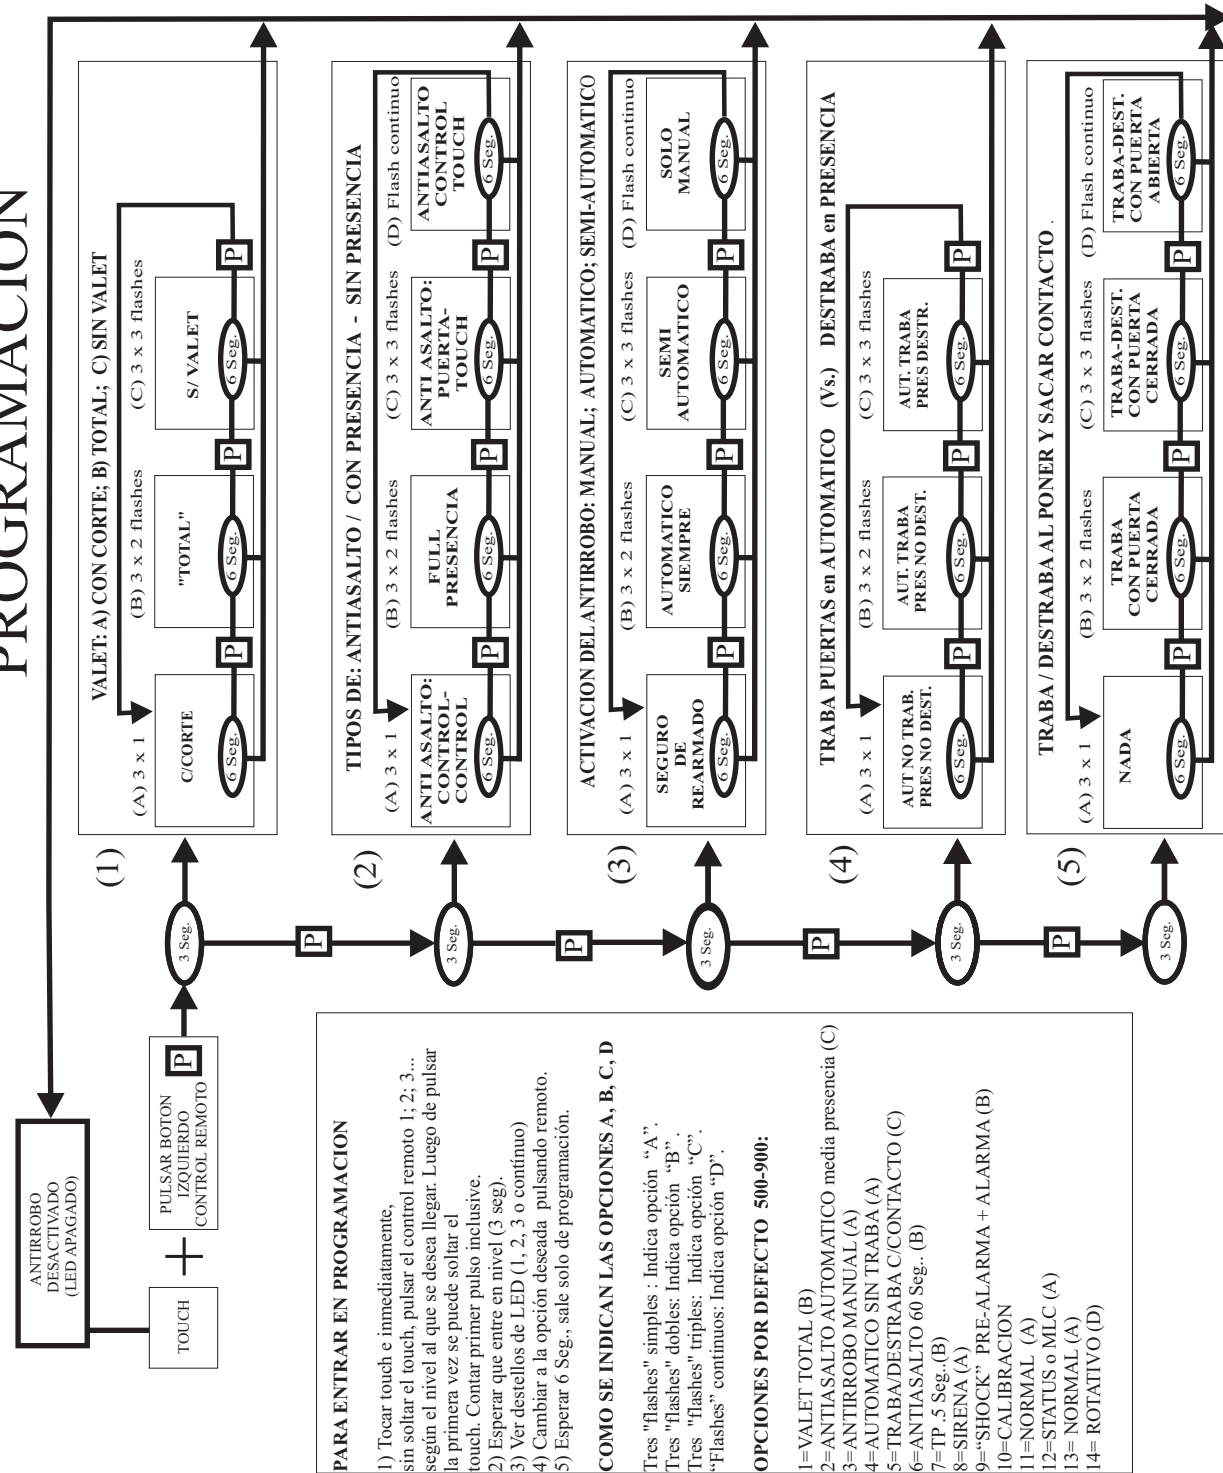 PROGRAMACION
ANTIRROBO
DESACTIVADO
(LED APAGADO)
TOUCH
+
PULSAR BOTON
IZQUIERDO
CONTROL REMOTO
P
3 Seg.
P
3 Seg.
P
3 Seg.
P
3 Seg.
P
3 Seg.
(1)
VALET: A) CON CORTE; B) TOTAL; C) SIN VALET
(A) 3 x 1
(B) 3 x 2 flashes
(C) 3 x 3 flashes
C/CORTE
"TOTAL"
S/ VALET
6 Seg.
P
6 Seg.
P
6 Seg.
P
(2)
TIPOS DE: ANTIASALTO / CON PRESENCIA - SIN PRESENCIA
(A) 3 x 1
(B) 3 x 2 flashes
(C) 3 x 3 flashes
(D) Flash continuo
ANTI ASALTO:
CONTROL-
CONTROL
FULL
PRESENCIA
ANTI ASALTO:
PUERTA-
TOUCH
ANTIASALTO
CONTROL
TOUCH
6 Seg.
P
6 Seg.
P
6 Seg.
P
6 Seg.
(3)
ACTIVACION DEL ANTIRROBO: MANUAL; AUTOMATICO; SEMI-AUTOMATICO
(A) 3 x 1
(B) 3 x 2 flashes
(C) 3 x 3 flashes
(D) Flash continuo
SEGURO
DE
REARMADO
AUTOMATICO
SIEMPRE
SEMI
AUTOMATICO
SOLO
MANUAL
6 Seg.
P
6 Seg.
P
6 Seg.
P
6 Seg.
(4)
TRABA PUERTAS en AUTOMATICO (Vs.) DESTRABA en PRESENCIA
(A) 3 x 1
(B) 3 x 2 flashes
(C) 3 x 3 flashes
AUT NO TRAB.
PRES NO DEST.
AUT. TRABA
PRES NO DEST.
AUT. TRABA
PRES DESTR.
6 Seg.
P
6 Seg.
P
6 Seg.
P
(5)
TRABA / DESTRABA AL PONER Y SACAR CONTACTO.
(A) 3 x 1
(B) 3 x 2 flashes
(C) 3 x 3 flashes
(D) Flash continuo
NADA
TRABA
CON PUERTA
CERRADA
TRABA-DEST.
CON PUERTA
CERRADA
TRABA-DEST.
CON PUERTA
ABIERTA
6 Seg.
P
6 Seg.
P
6 Seg.
P
6 Seg.
PARA ENTRAR EN PROGRAMACION
1) Tocar touch e inmediatamente,
sin soltar el touch, pulsar el control remoto 1; 2; 3...
según el nivel al que se desea llegar. Luego de pulsar
la primera vez se puede soltar el
touch. Contar primer pulso inclusive.
2) Esperar que entre en nivel (3 seg).
3) Ver destellos de LED (1, 2, 3 o contínuo)
4) Cambiar a la opción deseada pulsando remoto.
5) Esperar 6 Seg., sale solo de programación.
COMO SE INDICAN LAS OPCIONES A, B, C, D
Tres "flashes" simples : Indica opción “A”.
Tres "flashes" dobles: Indica opción “B” .
Tres "flashes" triples: Indica opción “C”.
“Flashes” continuos: Indica opción “D”.
OPCIONES POR DEFECTO 500-900:
1=VALET TOTAL (B)
2=ANTIASALTO AUTOMATICO media presencia (C)
3=ANTIRROBO MANUAL (A)
4=AUTOMATICO SIN TRABA (A)
5=TRABA/DESTRABA C/CONTACTO (C)
6=ANTIASALTO 60 Seg.. (B)
7=TP .5 Seg..(B)
8=SIRENA (A)
9=“SHOCK” PRE-ALARMA + ALARMA (B)
10=CALIBRACION
11=NORMAL (A)
12=STATUS o MLC (A)
13= NORMAL (A)
14= ROTATIVO (D)